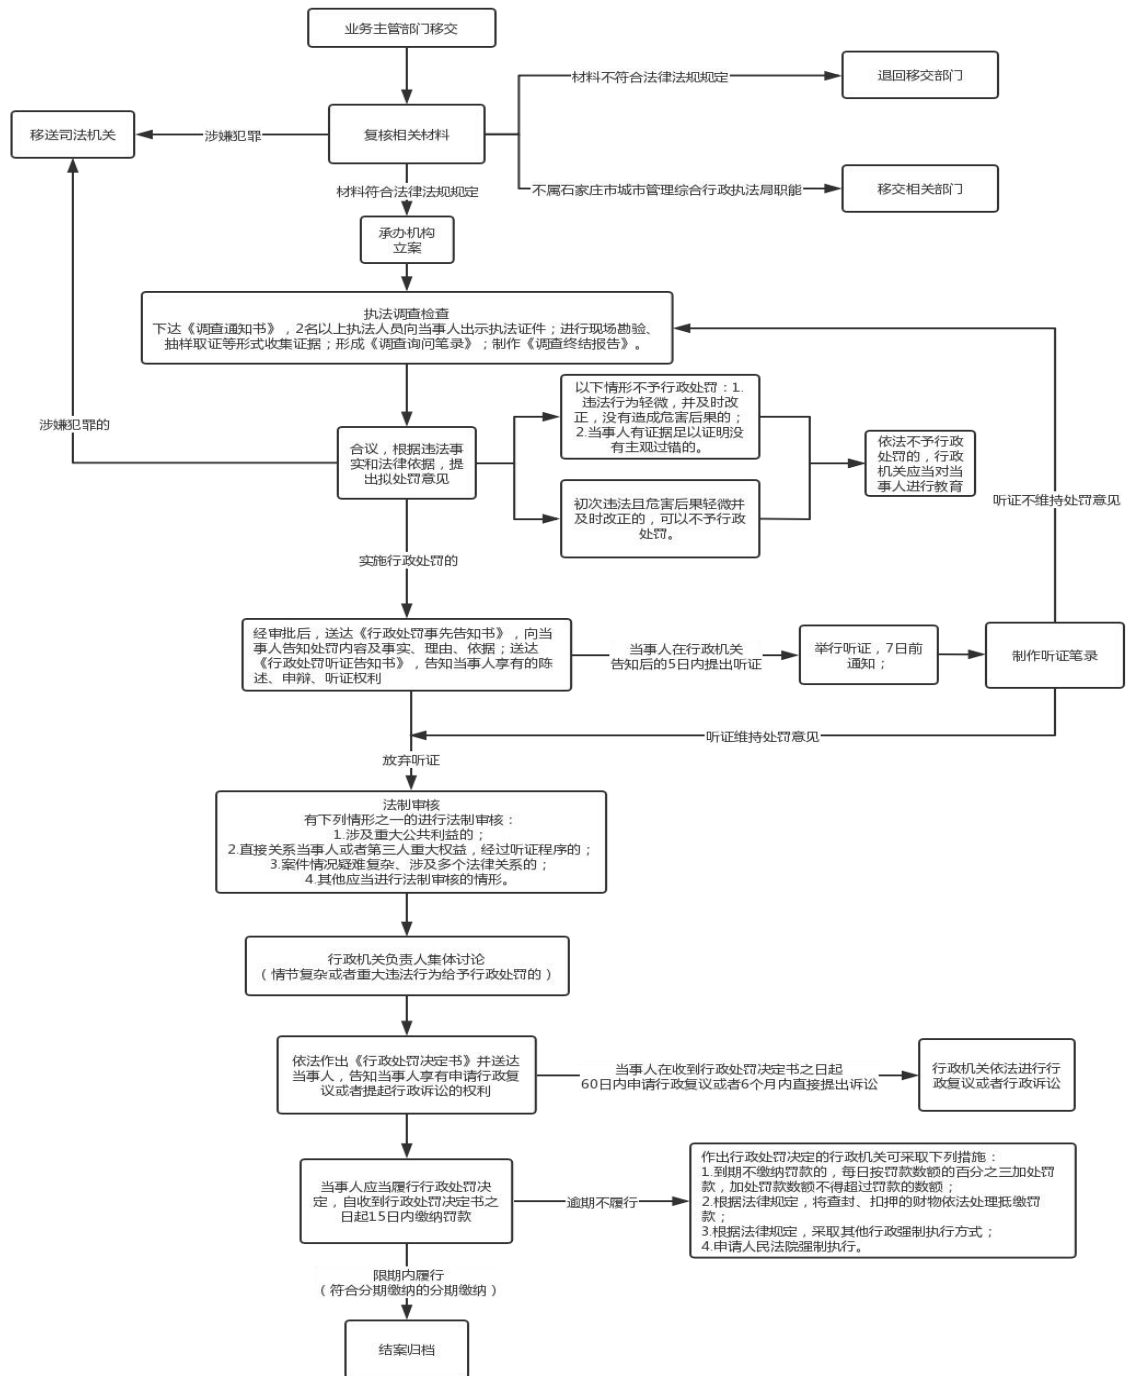 业务主管部门移交
材料不符合法律法规规定
退回移交部门
移送司法机关
涉嫌犯罪
复核相关材料
材料符合法律法规规定
不属石家庄市城市管理综合行政执法局职能
移交相关部门
承办机构
立案
执法调查检查
下达《调查通知书》，2名以上执法人员向当事人出示执法证件；进行现场勘验、
抽样取证等形式收集证据；形成《调查询问笔录》；制作《调查终结报告》。
涉嫌犯罪的
合议，根据违法事
实和法律依据，提
出拟处罚意见
以下情形不予行政处罚：1.
违法行为轻微，并及时改
正，没有造成危害后果的；
2.当事人有证据足以证明没
有主观过错的。
初次违法且危害后果轻微并
及时改正的，可以不予行政
处罚。
依法不予行政
处罚的，行政
机关应当对当
事人进行教育
听证不维持处罚意见
实施行政处罚的
经审批后，送达《行政处罚事先告知书》，向当
事人告知处罚内容及事实、理由、依据；送达
《行政处罚听证告知书》，告知当事人享有的陈
述、申辩、听证权利
当事人在行政机关
告知后的5日内提出听证
举行听证，7日前
通知；
制作听证笔录
听证维持处罚意见
放弃听证
法制审核
有下列情形之一的进行法制审核：
1.涉及重大公共利益的；
2.直接关系当事人或者第三人重大权益，经过听证程序的；
3.案件情况疑难复杂、涉及多个法律关系的；
4.其他应当进行法制审核的情形。
行政机关负责人集体讨论
（情节复杂或者重大违法行为给予行政处罚的）
依法作出《行政处罚决定书》并送达
当事人，告知当事人享有申请行政复
议或者提起行政诉讼的权利
当事人在收到行政处罚决定书之日起
60日内申请行政复议或者6个月内直接提出诉讼
行政机关依法进行行
政复议或者行政诉讼
当事人应当履行行政处罚决
定，自收到行政处罚决定书之
日起15日内缴纳罚款
逾期不履行
作出行政处罚决定的行政机关可采取下列措施：
1.到期不缴纳罚款的，每日按罚款数额的百分之三加处罚
款，加处罚款数额不得超过罚款的数额；
2.根据法律规定，将查封、扣押的财物依法处理抵缴罚
款；
3.根据法律规定，采取其他行政强制执行方式；
4.申请人民法院强制执行。
限期内履行
（符合分期缴纳的分期缴纳）
结案归档